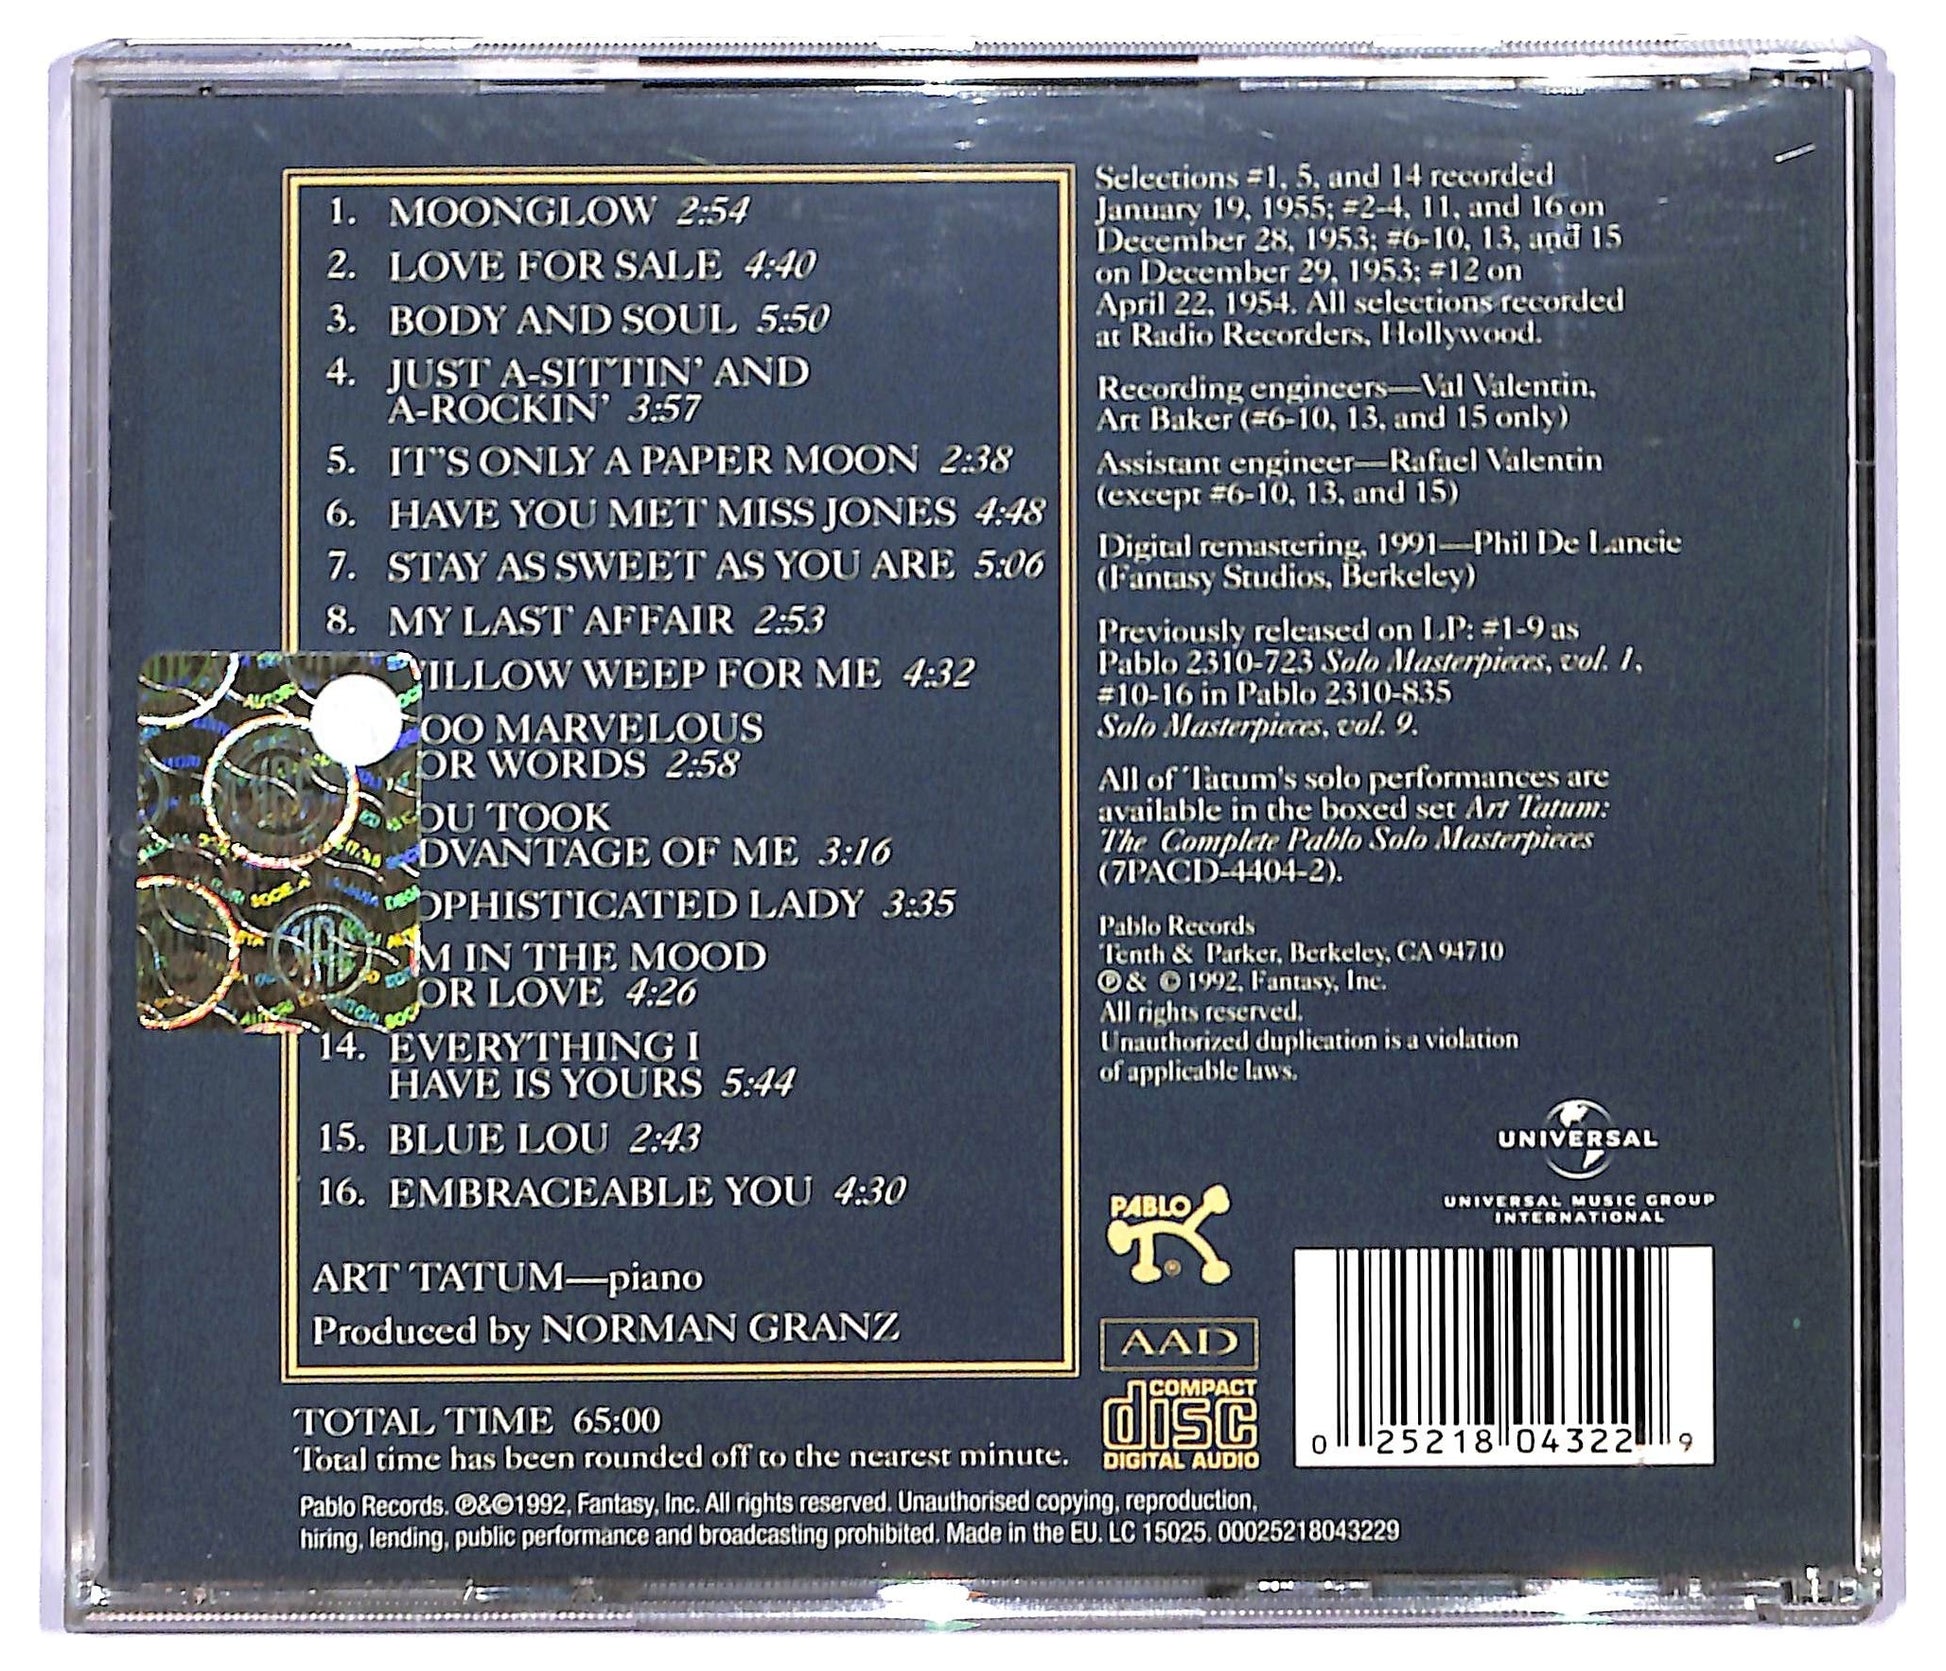 1. MOONGLOW 2:54
2. LOVE FOR SALE 4:40
3. BODY AND SOUL 5:50
4. JUST A-SITTIN' AND
A-ROCKIN' 3:57
5. IT'S ONLY A PAPER MOON 2:38
6. HAVE YOU MET MISS JONES 4:48
7. STAY AS SWEET AS YOU ARE 5:06
8. MY LAST AFFAIR 2:53
ILLOW WEEP FOR ME 4:32
OO MARVELOUS
OR WORDS 2:58
OU TOOK
DVANTAGE OF ME 3:16
OPHISTICATED LADY 3:35
M IN THE MOOD
OR LOVE 4:26
14. EVERYTHING I
HAVE IS YOURS 5:44
15. BLUE LOU 2:43
16. EMBRACEABLE YOU 4:30
ART TATUM—piano
Produced by NORMAN GRANZ
TOTAL TIME 65:00
Total time has been rounded off to the nearest minute.
Selections #1, 5, and 14 recorded
January 19, 1955; #2-4, 11, and 16 on
December 28, 1953; #6-10, 13, and 15
on December 29, 1953; #12 on
April 22, 1954. All selections recorded
at Radio Recorders, Hollywood.
Recording engineers—Val Valentin,
Art Baker (#6-10, 13, and 15 only)
Assistant engineer—Rafael Valentin
(except #6-10, 13, and 15)
Digital remastering, 1991—Phil De Lancie
(Fantasy Studios, Berkeley)
Previously released on LP: #1-9 as
Pablo 2310-723 Solo Masterpieces, vol. 1,
#10-16 in Pablo 2310-835
Solo Masterpieces, vol. 9.
All of Tatum's solo performances are
available in the boxed set Art Tatum:
The Complete Pablo Solo Masterpieces
(7PACD-4404-2).
Pablo Records
Tenth & Parker, Berkeley, CA 94710
℗ & © 1992, Fantasy, Inc.
All rights reserved.
Unauthorized duplication is a violation
of applicable laws.
UNIVERSAL
UNIVERSAL MUSIC GROUP
INTERNATIONAL
PABLO
®
AAD
COMPACT
disc
DIGITAL AUDIO
0 25218 04322 9
Pablo Records. ℗&©1992, Fantasy, Inc. All rights reserved. Unauthorised copying, reproduction,
hiring, lending, public performance and broadcasting prohibited. Made in the EU. LC 15025. 00025218043229